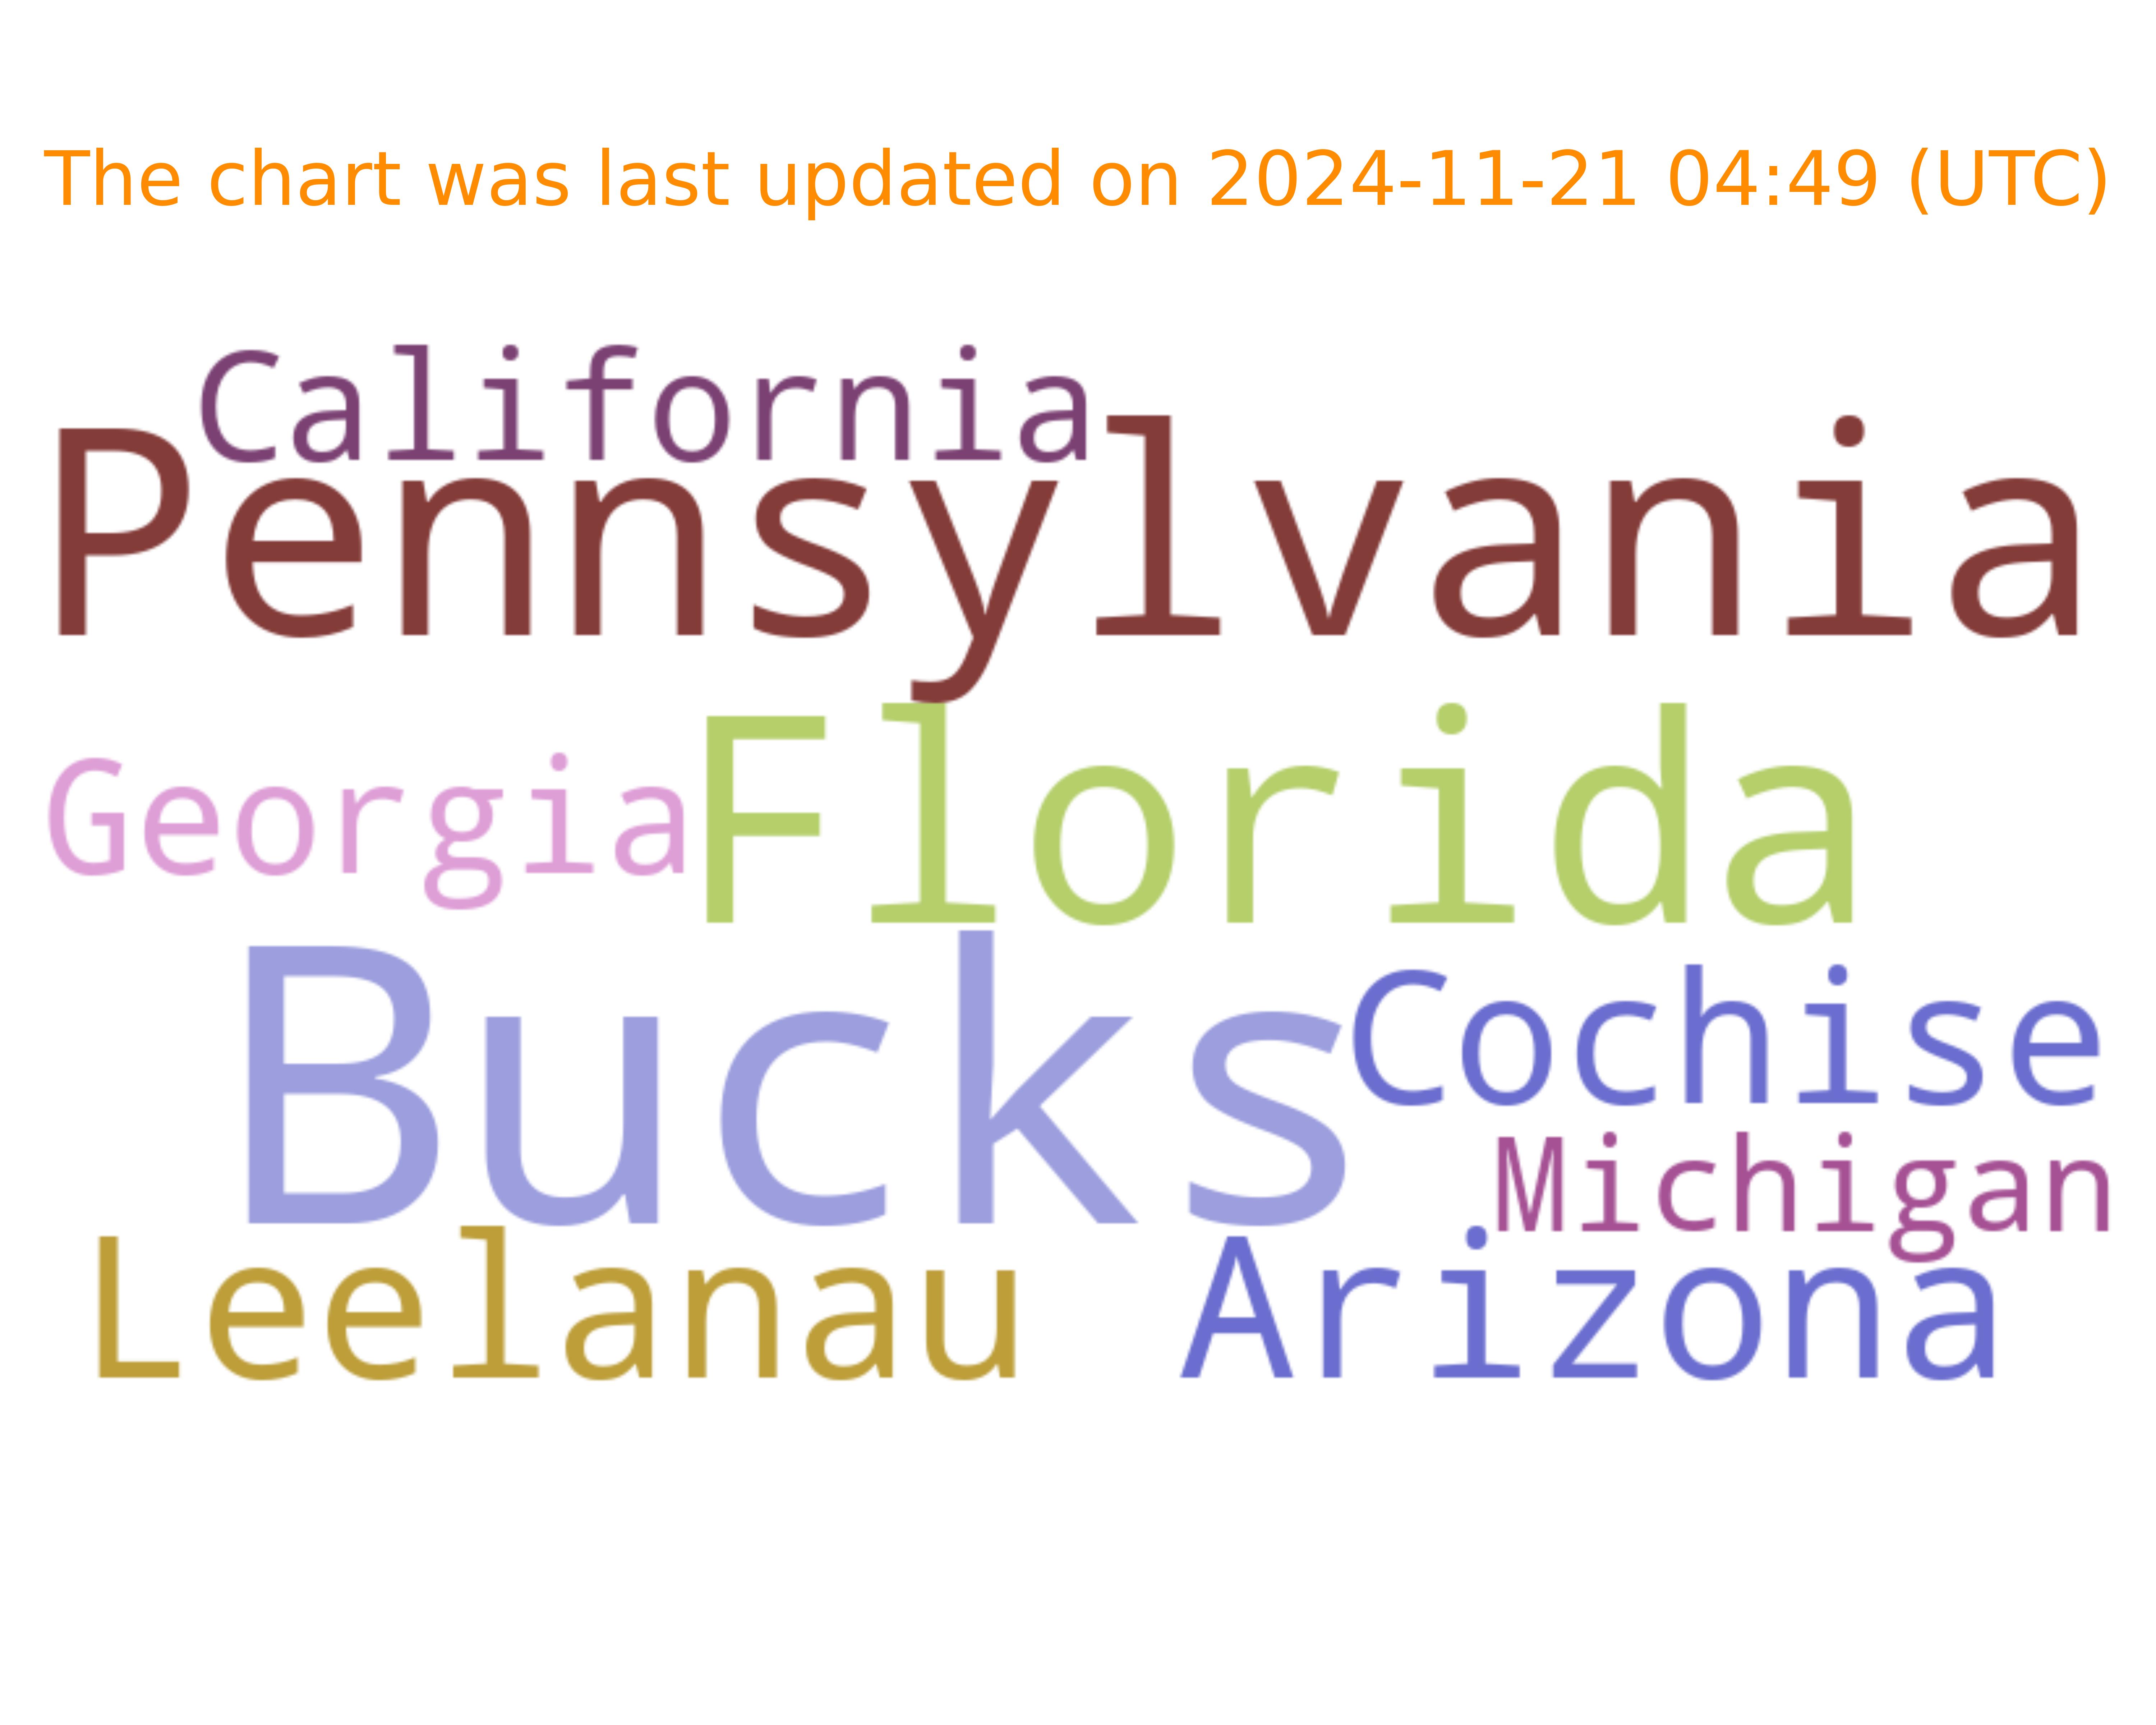 The chart was last updated on 2024-11-21 04:49 (UTC)
California
Pennsylvania
Georgia Florida
Bucks Cochise
Michigan
Leelanau Arizona